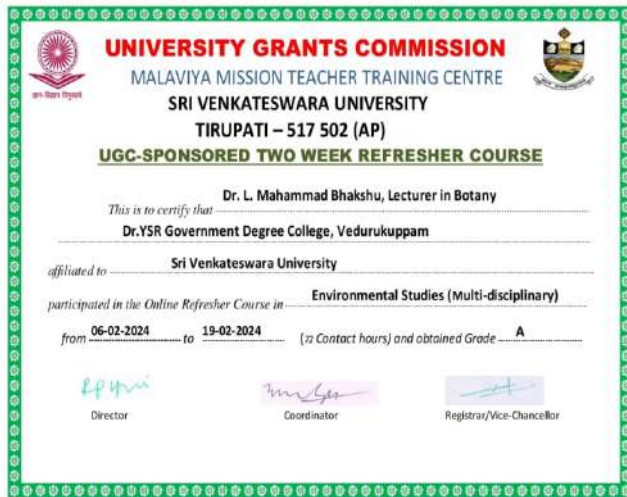 UNIVERSITY GRANTS COMMISSION
MALAVIYA MISSION TEACHER TRAINING CENTRE
SRI VENKATESWARA UNIVERSITY
TIRUPATI – 517 502 (AP)
UGC-SPONSORED TWO WEEK REFRESHER COURSE
This is to certify that Dr. L. Mahammad Bhakshu, Lecturer in Botany
Dr.YSR Government Degree College, Vedurukuppam
affiliated to Sri Venkateswara University
participated in the Online Refresher Course in Environmental Studies (Multi-disciplinary)
from 06-02-2024 to 19-02-2024 (72 Contact hours) and obtained Grade A
Director Coordinator Registrar/Vice-Chancellor